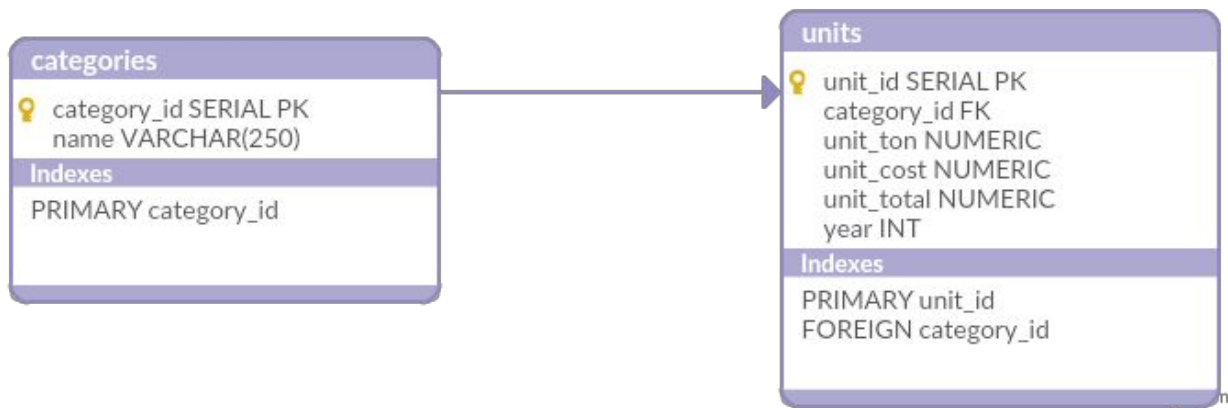 categories
category_id SERIAL PK
name VARCHAR(250)
Indexes
PRIMARY category_id
units
unit_id SERIAL PK
category_id FK
unit_ton NUMERIC
unit_cost NUMERIC
unit_total NUMERIC
year INT
Indexes
PRIMARY unit_id
FOREIGN category_id
n